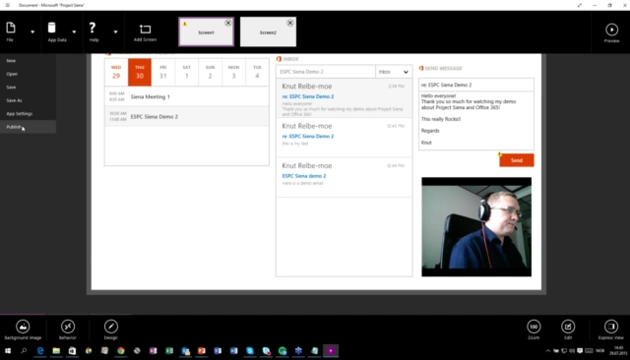 Document - Microsoft "Project Siena"
File
App Data
Help
Add Screen
Screen1
Screen2
Preview
New
Open
Save
Save As
App Settings
Publish
WED THU FRI SAT SUN MON TUE
29 30 31 1 2 3 4
Siena Meeting 1
ESPC Siena Demo 2
INBOX
ESPC Siena Demo 2
Inbox
Knut Relbe-moe
re: ESPC Siena Demo 2
Hello everyone!
Thank you so much for watching my demo
about Project Siena and Office 365!
Knut Relbe-moe
re: ESPC Siena Demo 2
this is my test
Knut Relbe-moe
ESPC Siena demo 2
Here is a demo email
SEND MESSAGE
re: ESPC Siena Demo 2
Hello everyone!
Thank you so much for watching my demo
about Project Siena and Office 365!
This really Rocks!!
Regards
Knut
Send
Background Image
Behavior
Design
100
Zoom
Edit
Express View